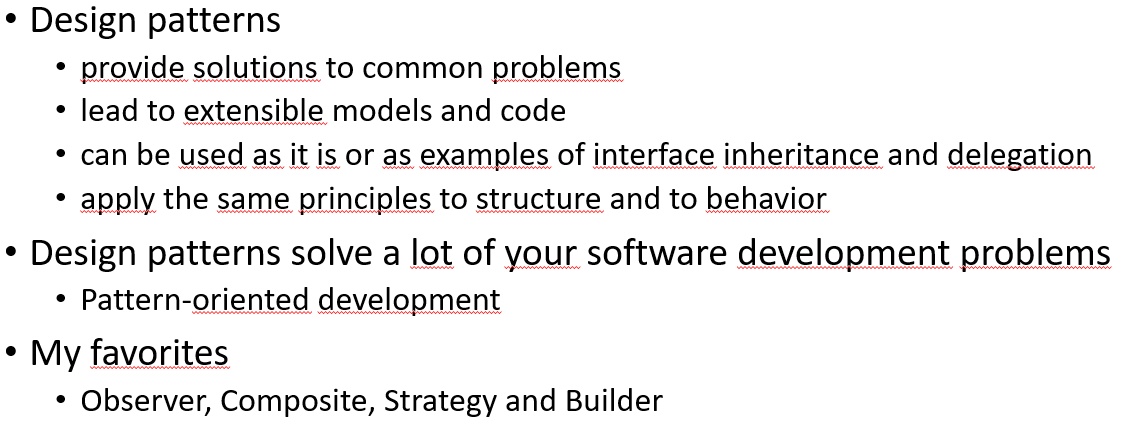 • Design patterns
• provide solutions to common problems
• lead to extensible models and code
• can be used as it is or as examples of interface inheritance and delegation
• apply the same principles to structure and to behavior
• Design patterns solve a lot of your software development problems
• Pattern-oriented development
• My favorites
• Observer, Composite, Strategy and Builder